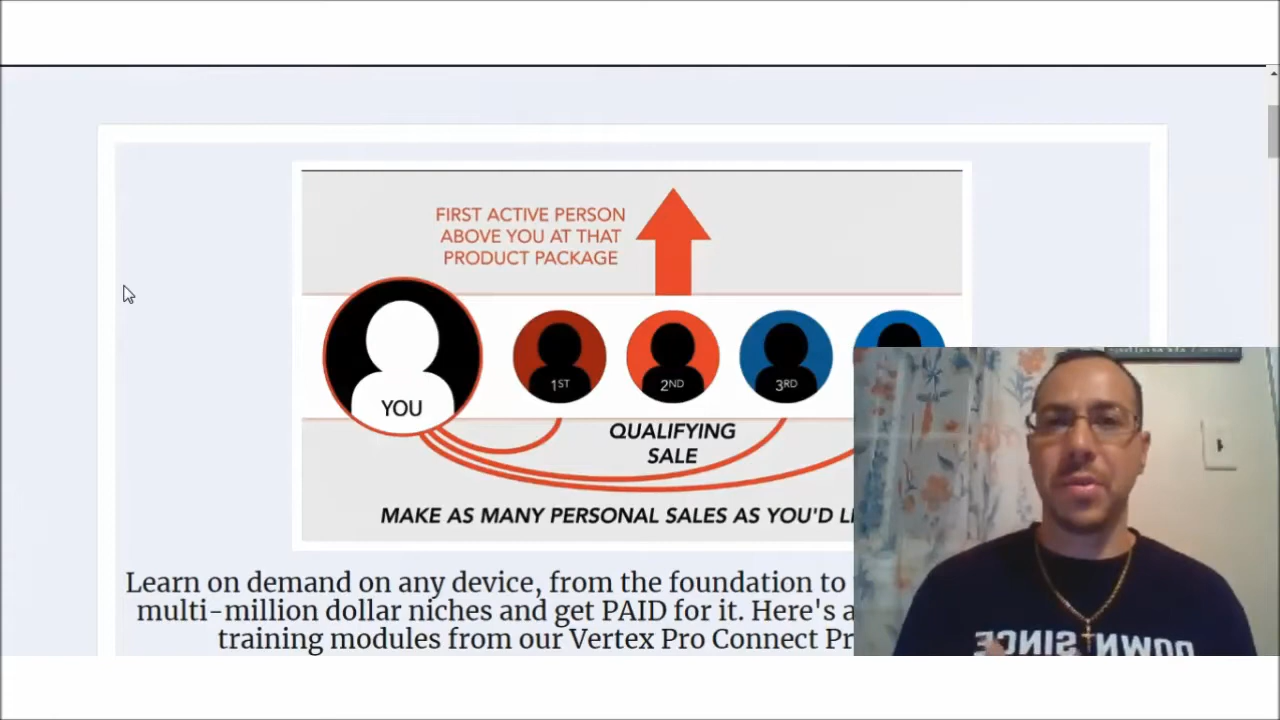 FIRST ACTIVE PERSON
ABOVE YOU AT THAT
PRODUCT PACKAGE
YOU
1ST
2ND
3RD
QUALIFYING
SALE
MAKE AS MANY PERSONAL SALES AS YOU'D
Learn on demand on any device, from the foundation to
multi-million dollar niches and get PAID for it. Here's
training modules from our Vertex Pro Connect
DOWN SINCE